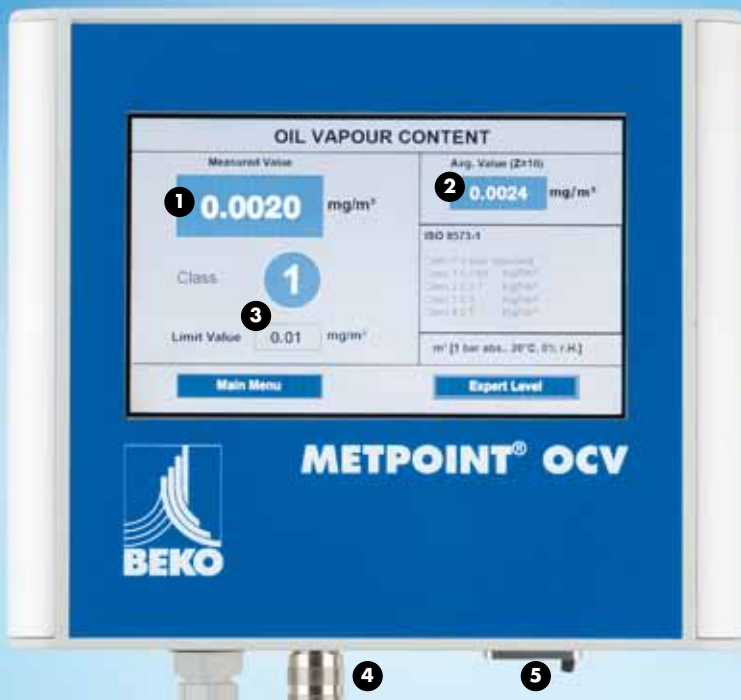 OIL VAPOUR CONTENT
Measured Value
1
0.0020 mg/m³
Class 1
3
Limit Value 0.01 mg/m³
Avg. Value (Z=10)
2
0.0024 mg/m³
ISO 8573-1
m³ [1 bar abs., 20°C, 0% r.H.]
Main Menu
Expert Level
METPOINT® OCV
BEKO
4
5